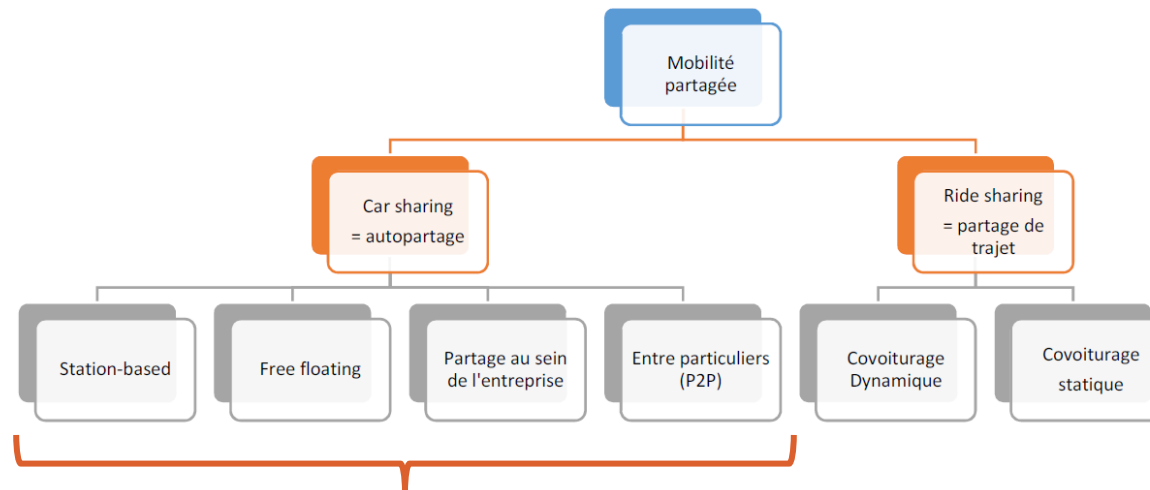 Mobilité
partagée
Car sharing
= autopartage
Ride sharing
= partage de
trajet
Station-based
Free floating
Partage au sein
de l'entreprise
Entre particuliers
(P2P)
Covoiturage
Dynamique
Covoiturage
statique